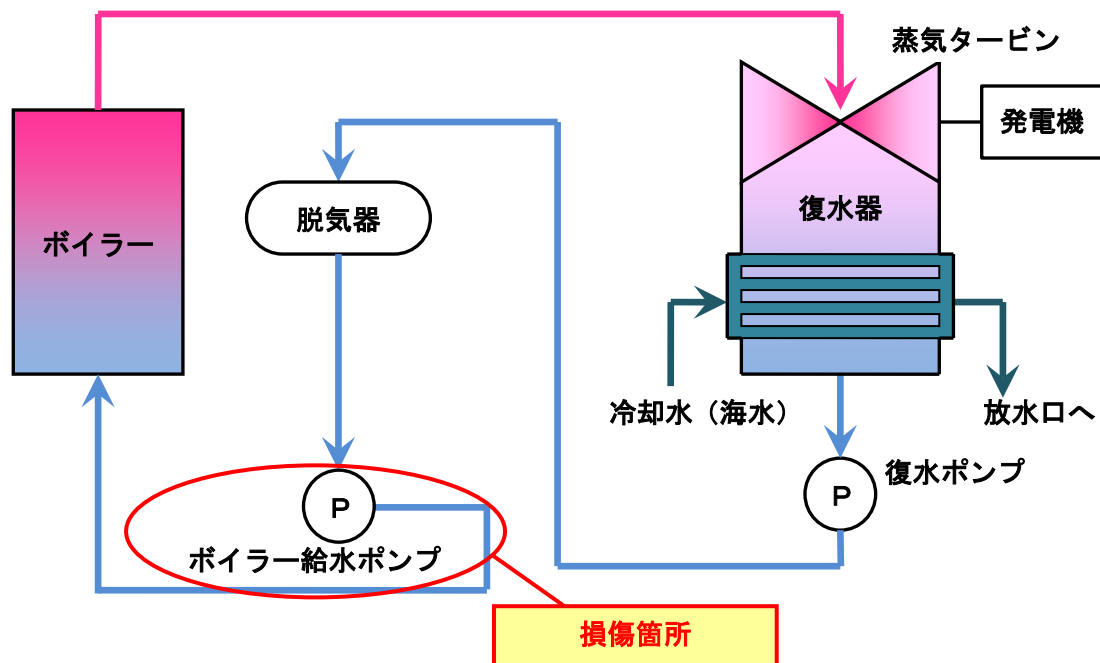 蒸気タービン
発電機
脱気器
復水器
ボイラー
冷却水（海水）
放水口へ
復水ポンプ
P
P
ボイラー給水ポンプ
損傷箇所